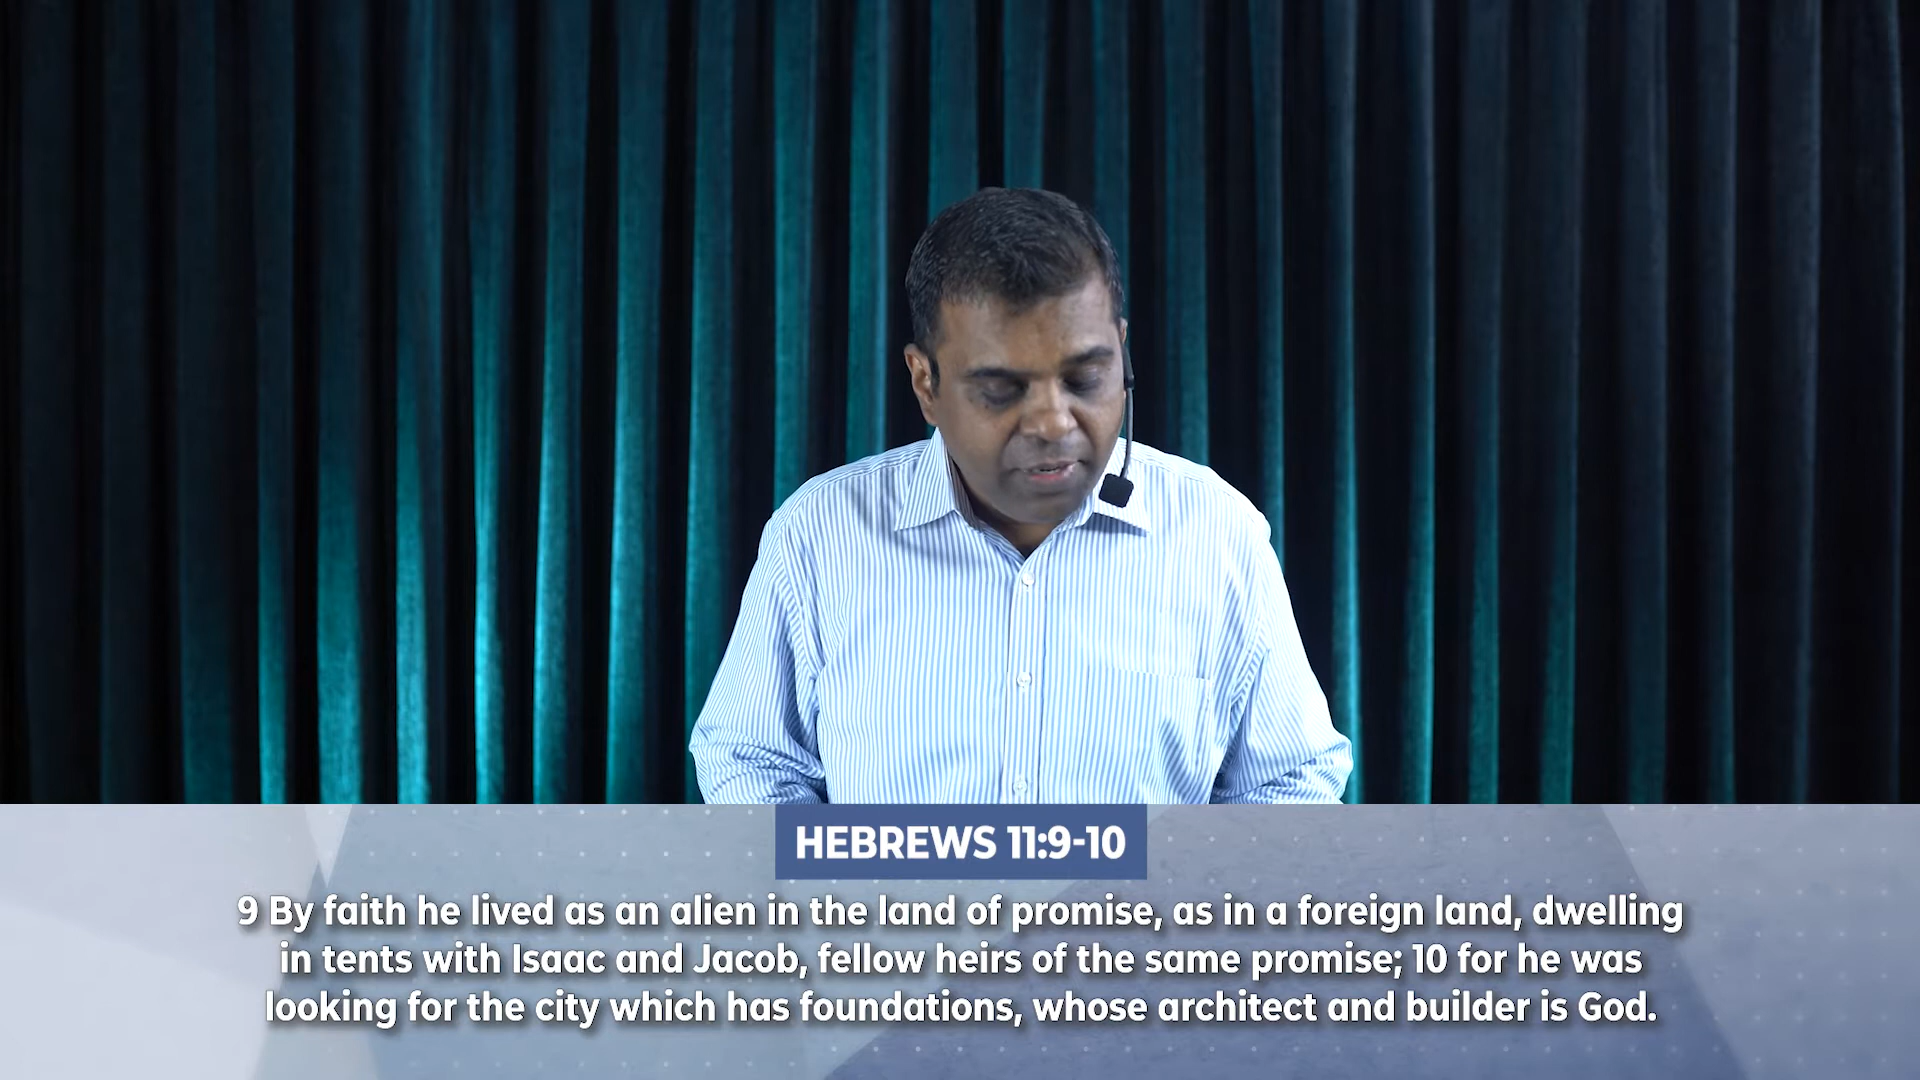 HEBREWS 11:9-10
9 By faith he lived as an alien in the land of promise, as in a foreign land, dwelling
in tents with Isaac and Jacob, fellow heirs of the same promise; 10 for he was
looking for the city which has foundations, whose architect and builder is God.